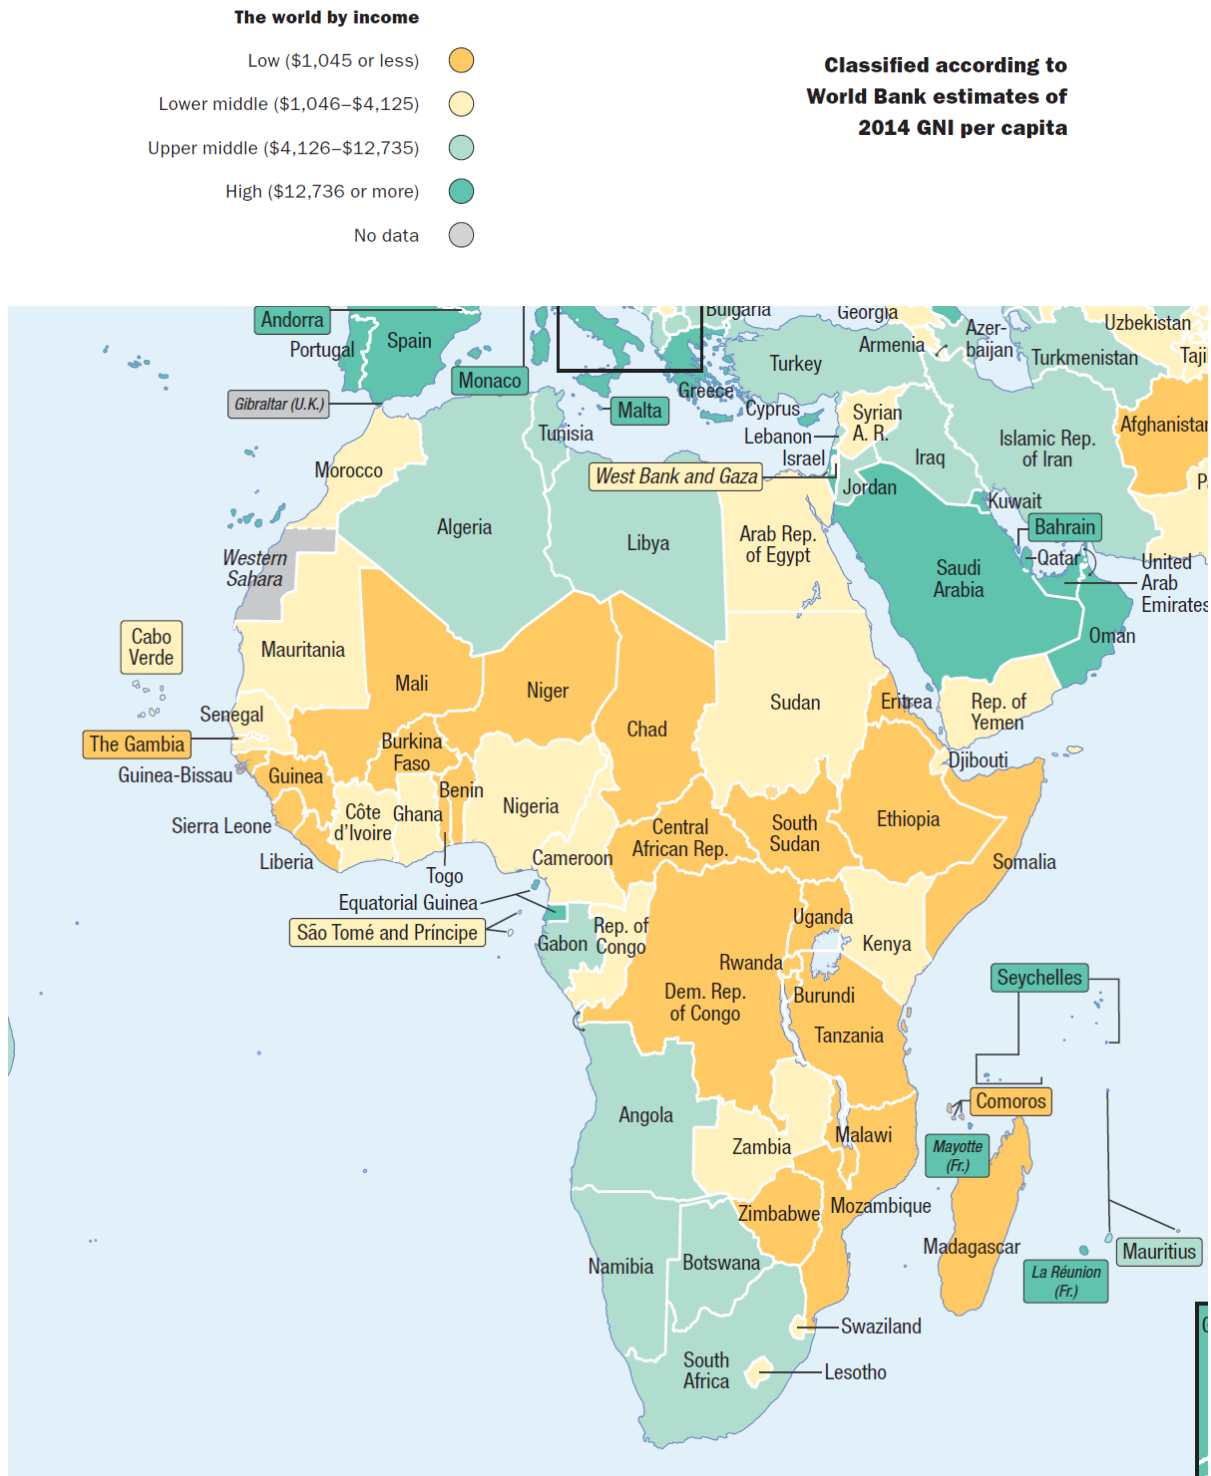 The world by income
Low ($1,045 or less)
Lower middle ($1,046–$4,125)
Upper middle ($4,126–$12,735)
High ($12,736 or more)
No data
Classified according to
World Bank estimates of
2014 GNI per capita
Andorra
Portugal
Spain
Monaco
Gibraltar (U.K.)
Malta
Greece
Bulgaria
Georgia
Armenia
Azer-
baijan
Uzbekistan
Turkmenistan
Turkey
Cyprus
Lebanon
Israel
Syrian
A. R.
West Bank and Gaza
Jordan
Iraq
Islamic Rep.
of Iran
Kuwait
Bahrain
Qatar
United
Arab
Emirates
Saudi
Arabia
Oman
Rep. of
Yemen
Tunisia
Morocco
Algeria
Libya
Arab Rep.
of Egypt
Western
Sahara
Cabo
Verde
Mauritania
Mali
Niger
Chad
Sudan
Eritrea
Djibouti
Senegal
The Gambia
Guinea-Bissau
Guinea
Sierra Leone
Liberia
Burkina
Faso
Côte
d'Ivoire
Ghana
Benin
Togo
Nigeria
Cameroon
Central
African Rep.
South
Sudan
Ethiopia
Somalia
Equatorial Guinea
São Tomé and Príncipe
Gabon
Rep. of
Congo
Dem. Rep.
of Congo
Uganda
Kenya
Rwanda
Burundi
Tanzania
Seychelles
Comoros
Mayotte
(Fr.)
Angola
Zambia
Malawi
Mozambique
Zimbabwe
Madagascar
Mauritius
La Réunion
(Fr.)
Namibia
Botswana
South
Africa
Swaziland
Lesotho